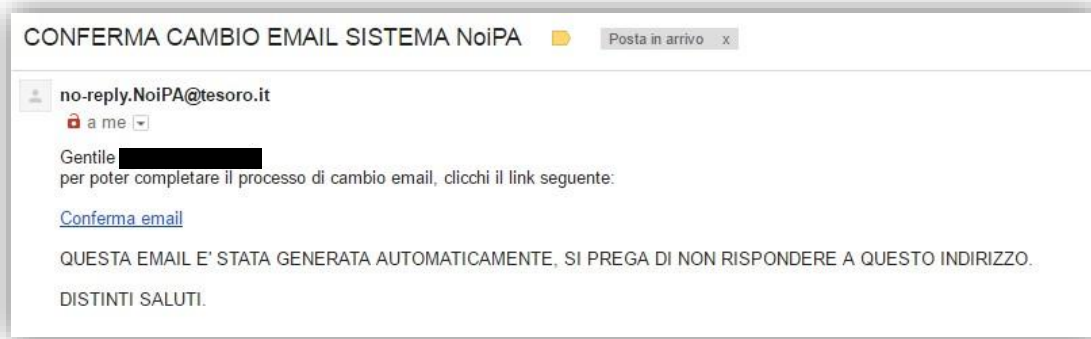 CONFERMA CAMBIO EMAIL SISTEMA NoiPA Posta in arrivo x
no-reply.NoiPA@tesoro.it
a me
Gentile
per poter completare il processo di cambio email, clicchi il link seguente:
Conferma email
QUESTA EMAIL E' STATA GENERATA AUTOMATICAMENTE, SI PREGA DI NON RISPONDERE A QUESTO INDIRIZZO.
DISTINTI SALUTI.